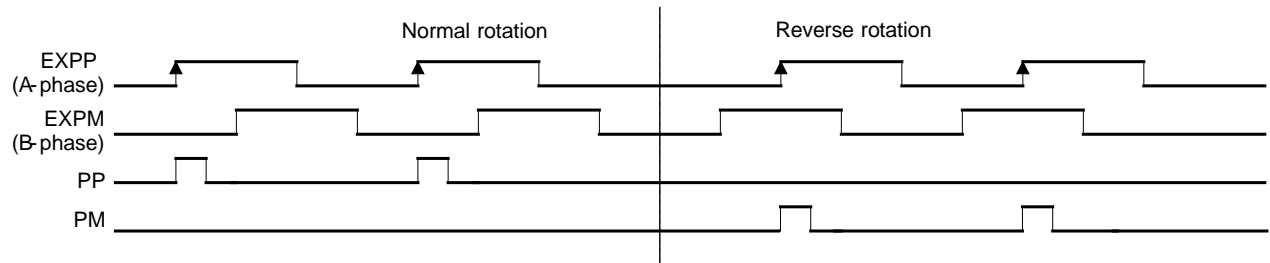 Normal rotation
Reverse rotation
EXPP
(A-phase)
EXPM
(B-phase)
PP
PM